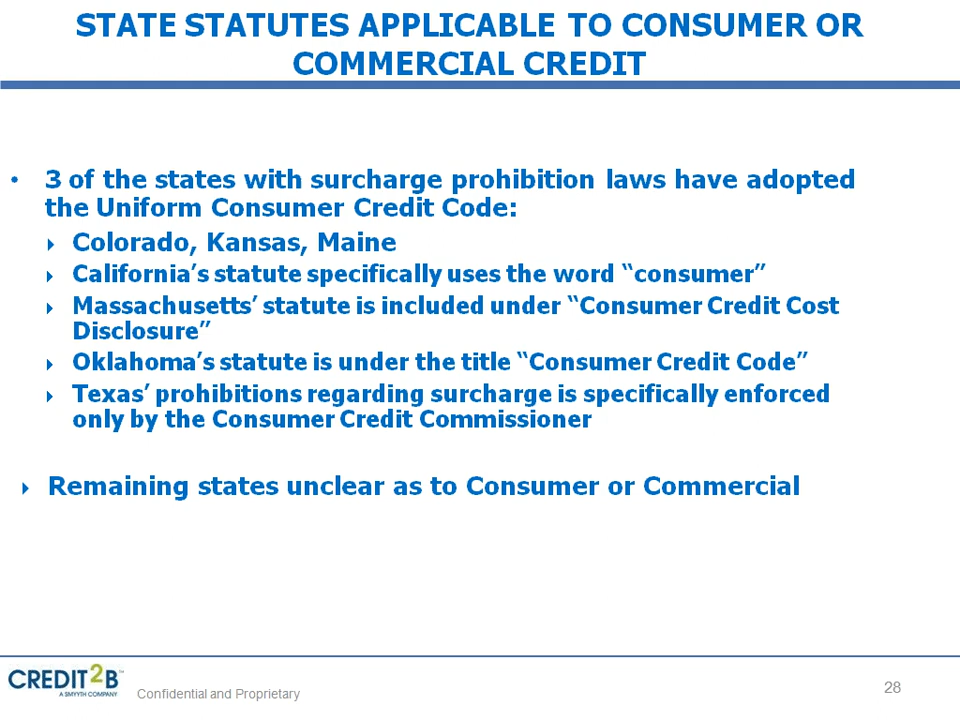 STATE STATUTES APPLICABLE TO CONSUMER OR
COMMERCIAL CREDIT
• 3 of the states with surcharge prohibition laws have adopted
the Uniform Consumer Credit Code:
Colorado, Kansas, Maine
California’s statute specifically uses the word “consumer”
Massachusetts’ statute is included under “Consumer Credit Cost
Disclosure”
Oklahoma’s statute is under the title “Consumer Credit Code”
Texas’ prohibitions regarding surcharge is specifically enforced
only by the Consumer Credit Commissioner
Remaining states unclear as to Consumer or Commercial
CREDIT2B™
A SMYYTH COMPANY
Confidential and Proprietary
28